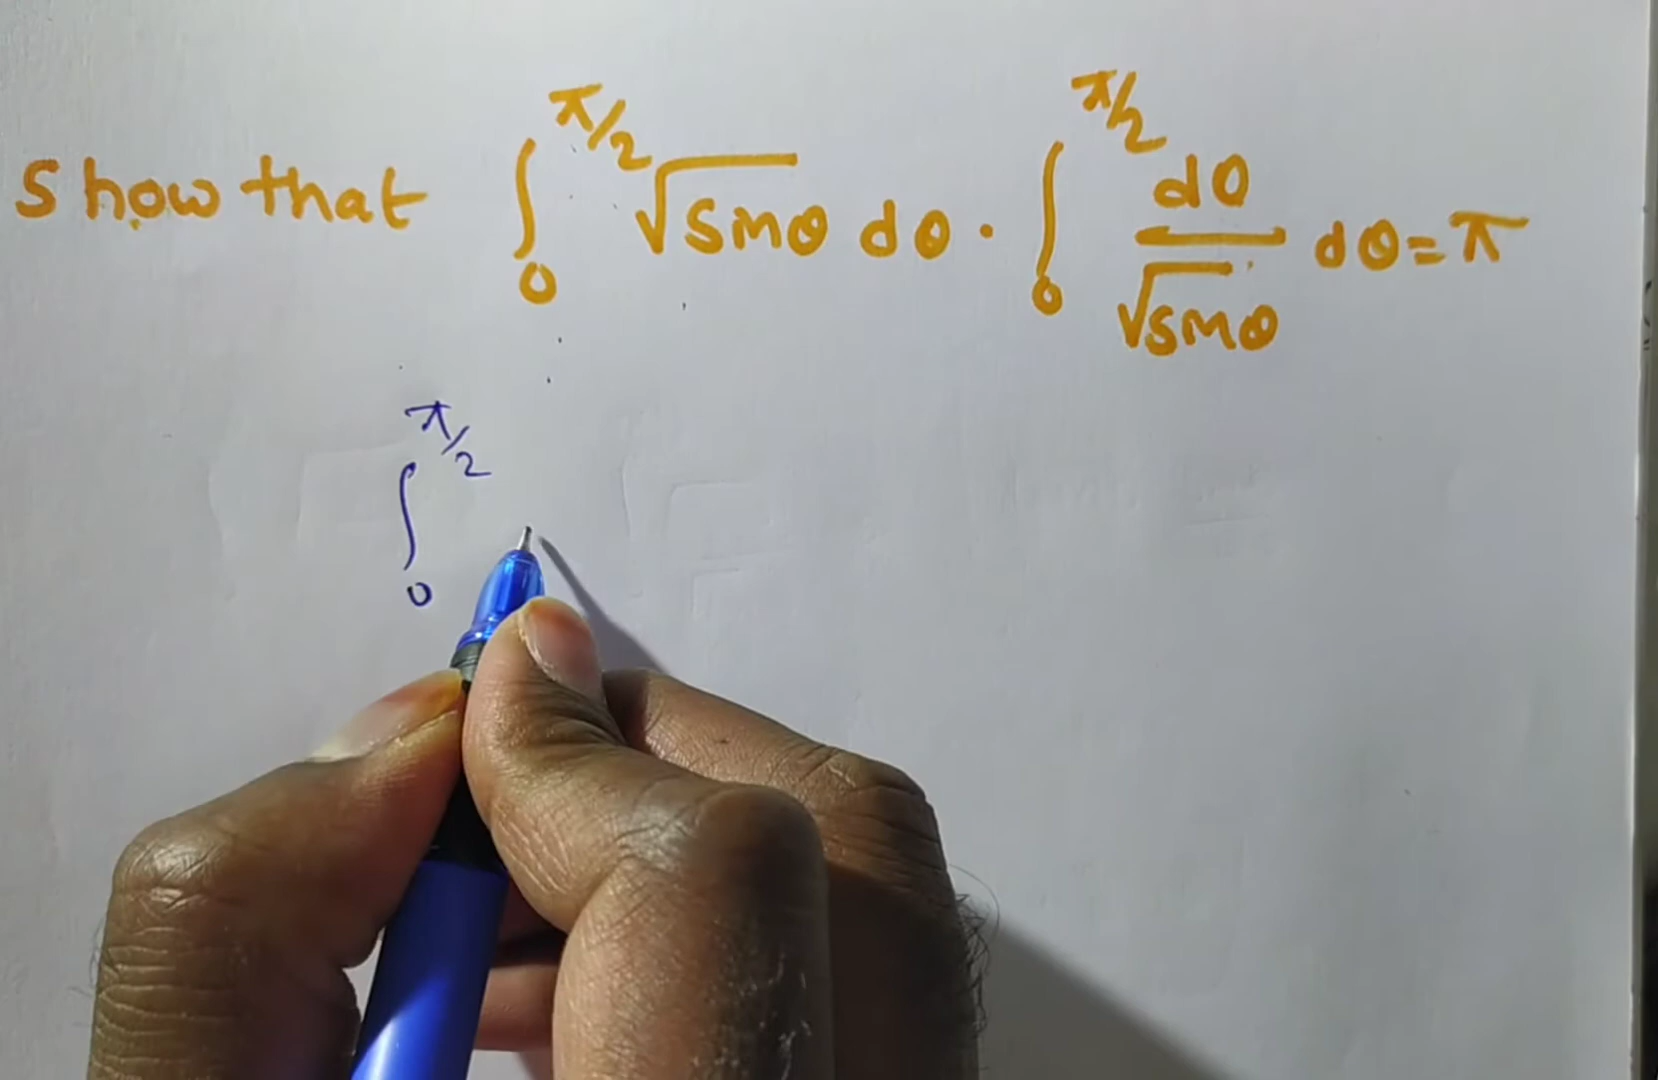 Show that ∫₀^π/2 √sinθ dθ · ∫₀^π/2 dθ/√sinθ dθ = π
∫₀^π/2